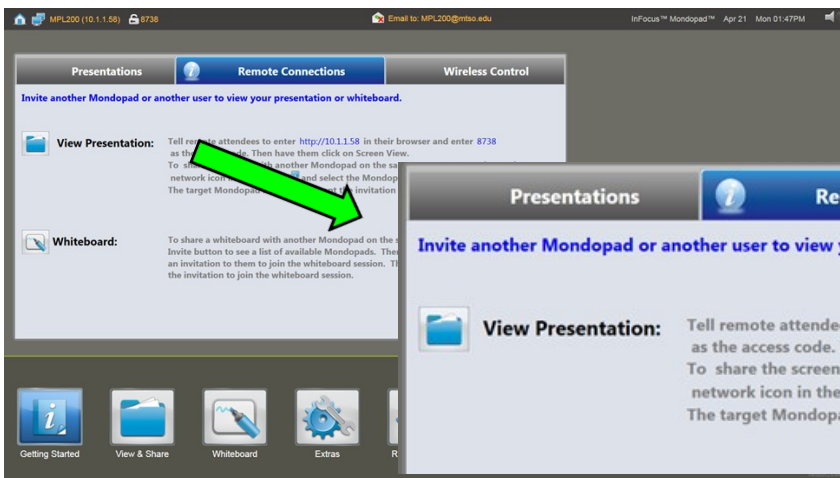 MPL200 (10.1.1.58) 8738 Email to: MPL200@mtso.edu InFocus™ Mondopad™ Apr 21 Mon 01:47PM
Presentations Remote Connections Wireless Control
Invite another Mondopad or another user to view your presentation or whiteboard.
View Presentation: Tell remote attendees to enter http://10.1.1.58 in their browser and enter 8738
as the code. Then have them click on Screen View.
To sh with another Mondopad on the sa
network icon and select the Mondop
The target Mondopad t the invitation
Whiteboard: To share a whiteboard with another Mondopad on the s
Invite button to see a list of available Mondopads. The
an invitation to them to join the whiteboard session. Th
the invitation to join the whiteboard session.
Presentations Re
Invite another Mondopad or another user to view y
View Presentation: Tell remote attende
as the access code.
To share the screen
network icon in the
The target Mondopa
Getting Started View & Share Whiteboard Extras R